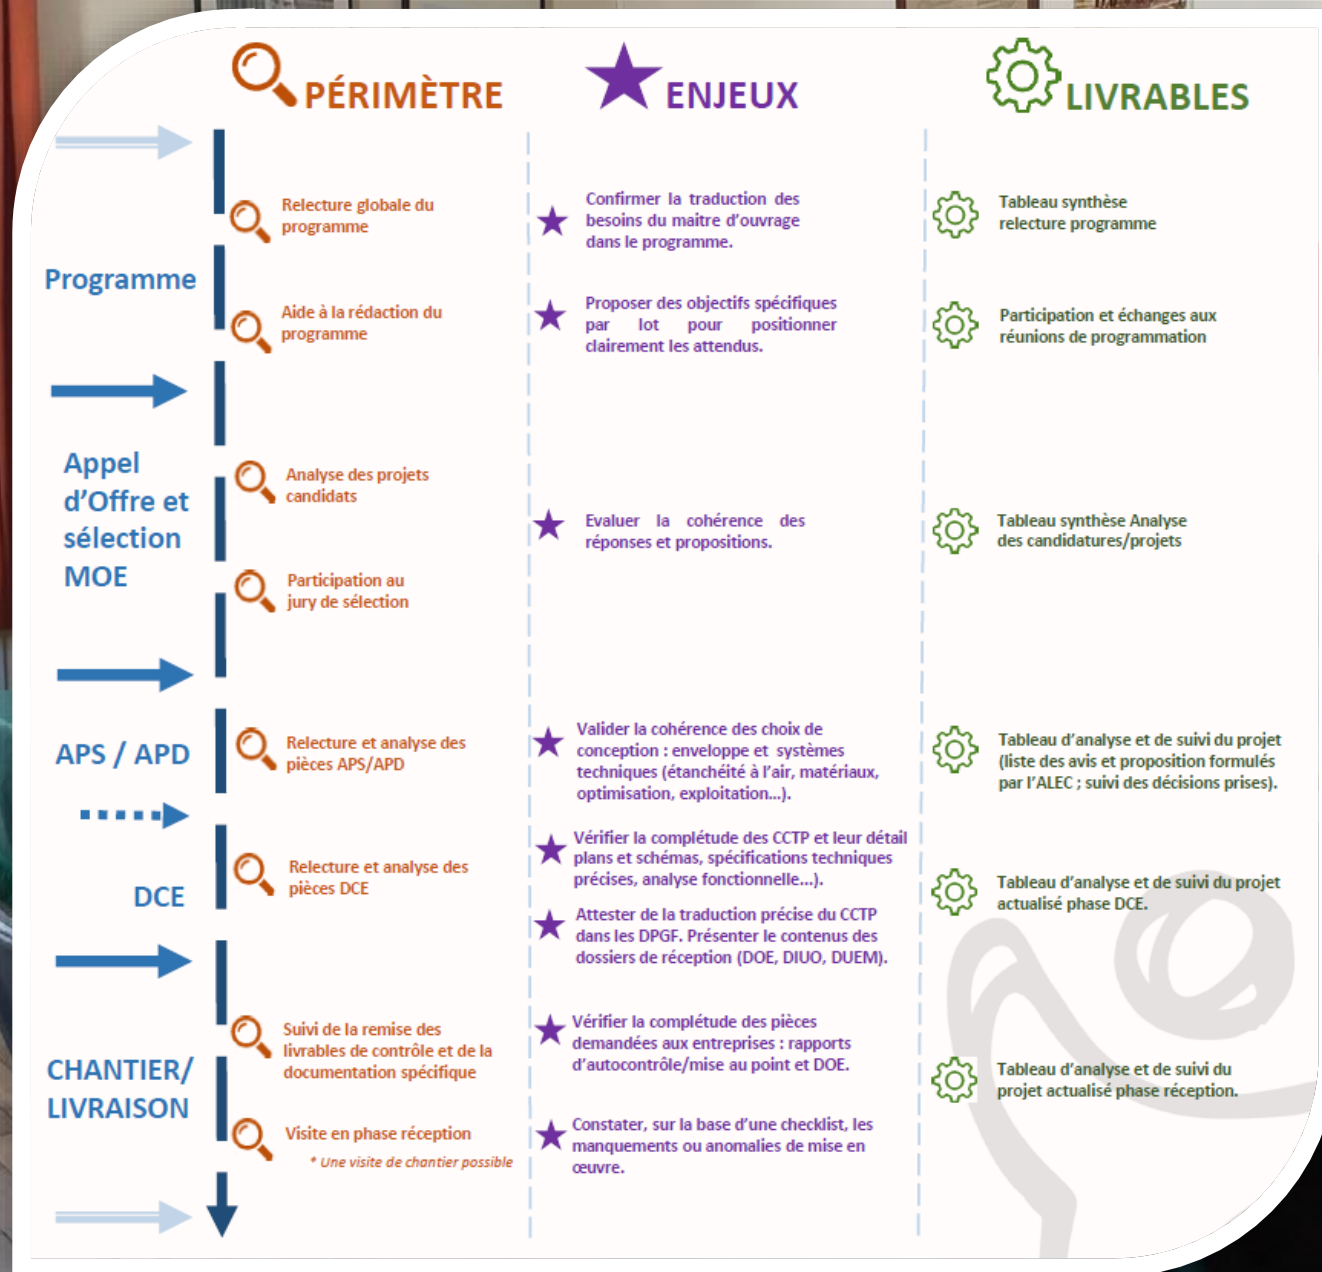 PÉRIMÈTRE
ENJEUX
LIVRABLES
Programme
Relecture globale du
programme
Confirmer la traduction des
besoins du maitre d'ouvrage
dans le programme.
Tableau synthèse
relecture programme
Aide à la rédaction du
programme
Proposer des objectifs spécifiques
par lot pour positionner
clairement les attendus.
Participation et échanges aux
réunions de programmation
Appel
d'Offre et
sélection
MOE
Analyse des projets
candidats
Participation au
jury de sélection
Evaluer la cohérence des
réponses et propositions.
Tableau synthèse Analyse
des candidatures/projets
APS / APD
Relecture et analyse des
pièces APS/APD
Valider la cohérence des choix de
conception : enveloppe et systèmes
techniques (étanchéité à l'air, matériaux,
optimisation, exploitation...).
Tableau d'analyse et de suivi du projet
(liste des avis et proposition formulés
par l'ALEC ; suivi des décisions prises).
DCE
Relecture et analyse des
pièces DCE
Vérifier la complétude des CCTP et leur détail
plans et schémas, spécifications techniques
précises, analyse fonctionnelle...).
Attester de la traduction précise du CCTP
dans les DPGF. Présenter le contenus des
dossiers de réception (DOE, DIUO, DUEM).
Tableau d'analyse et de suivi du projet
actualisé phase DCE.
CHANTIER/
LIVRAISON
Suivi de la remise des
livrables de contrôle et de la
documentation spécifique
Vérifier la complétude des pièces
demandées aux entreprises : rapports
d'autocontrôle/mise au point et DOE.
Tableau d'analyse et de suivi du
projet actualisé phase réception.
Visite en phase réception
* Une visite de chantier possible
Constater, sur la base d'une checklist, les
manquements ou anomalies de mise en
œuvre.